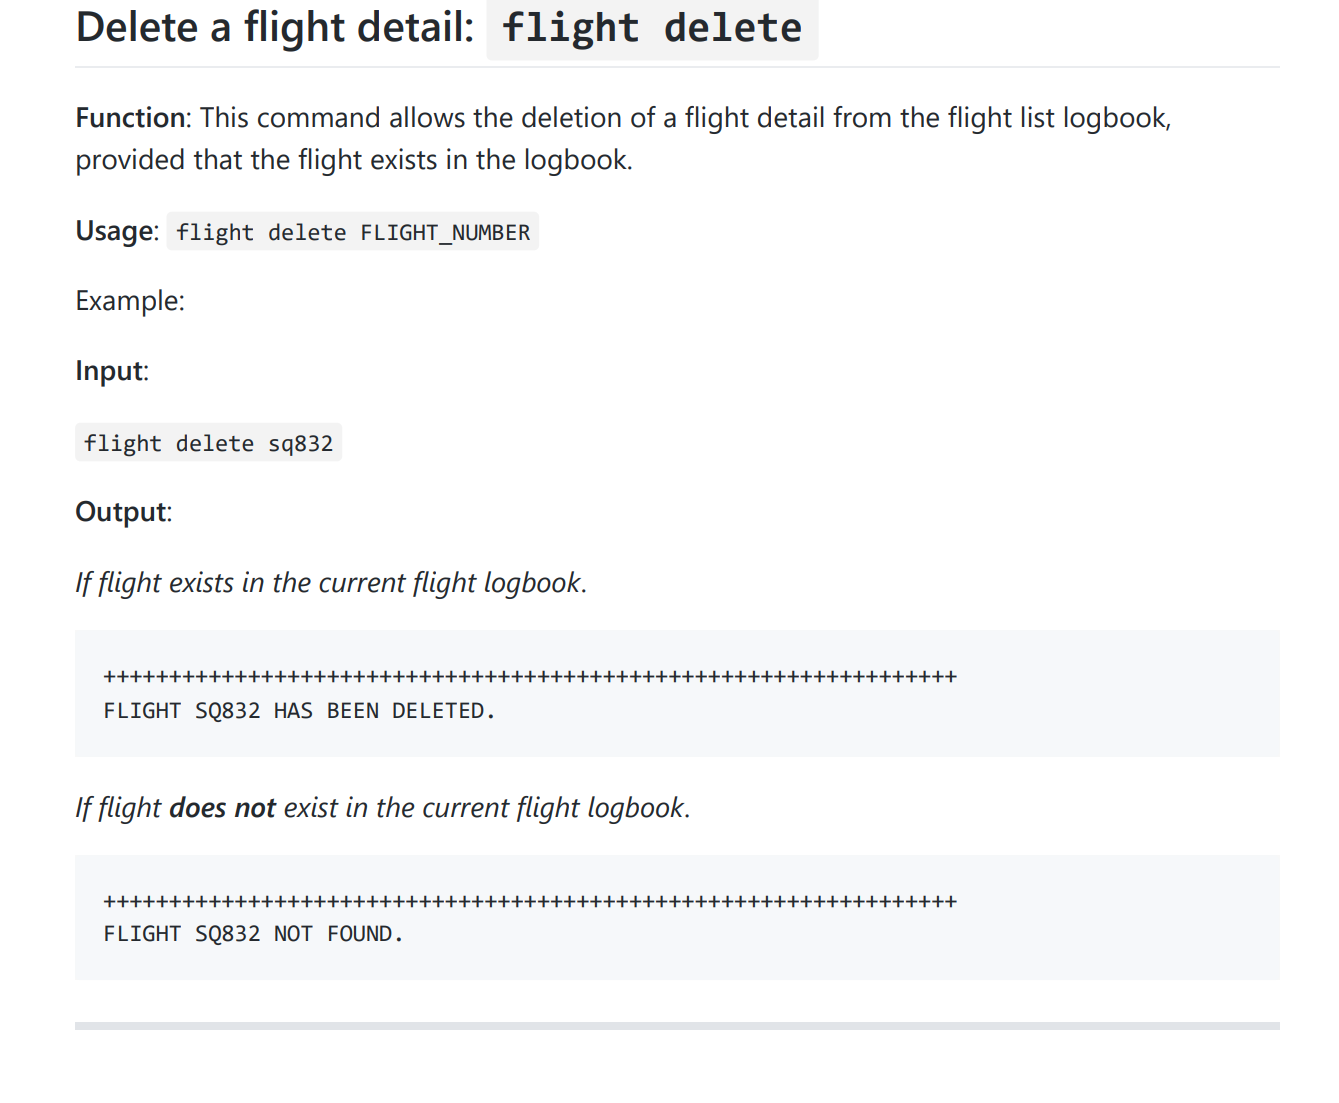 Delete a flight detail: flight delete
Function: This command allows the deletion of a flight detail from the flight list logbook,
provided that the flight exists in the logbook.
Usage: flight delete FLIGHT_NUMBER
Example:
Input:
flight delete sq832
Output:
If flight exists in the current flight logbook.
+++++++++++++++++++++++++++++++++++++++++++++++++++++++++++++++++
FLIGHT SQ832 HAS BEEN DELETED.
If flight does not exist in the current flight logbook.
+++++++++++++++++++++++++++++++++++++++++++++++++++++++++++++++++
FLIGHT SQ832 NOT FOUND.